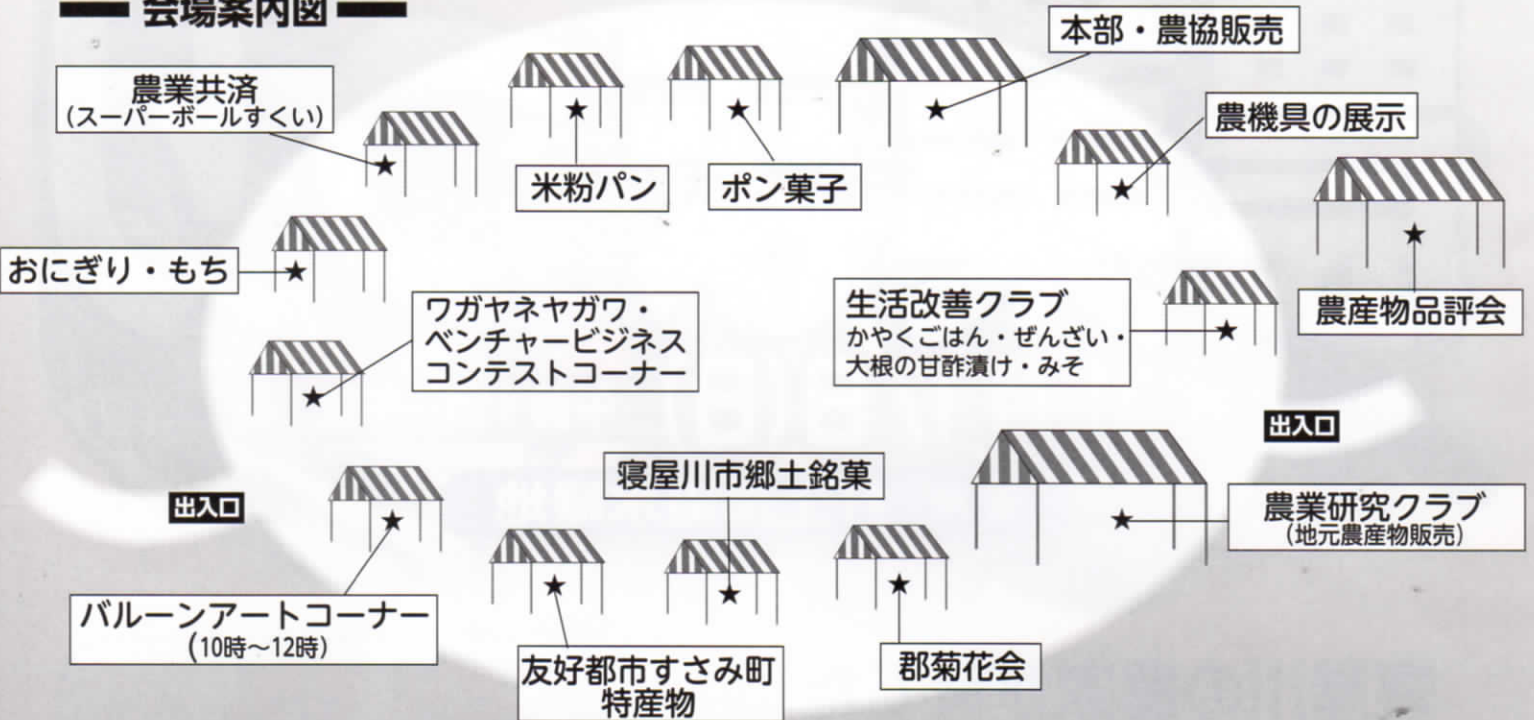 会場案内図
本部・農協販売
農業共済
(スーパーボールすくい)
農機具の展示
米粉パン
ポン菓子
おにぎり・もち
農産物品評会
ワガヤネヤガワ・
ベンチャービジネス
コンテストコーナー
生活改善クラブ
かやくごはん・ぜんざい・
大根の甘酢漬け・みそ
出入口
寝屋川市郷土銘菓
出入口
農業研究クラブ
(地元農産物販売)
バルーンアートコーナー
(10時〜12時)
友好都市すさみ町
特産物
郡菊花会